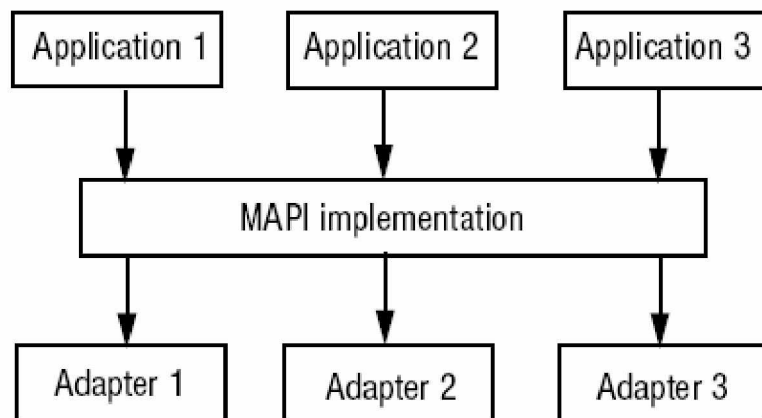 Application 1 Application 2 Application 3
MAPI implementation
Adapter 1 Adapter 2 Adapter 3